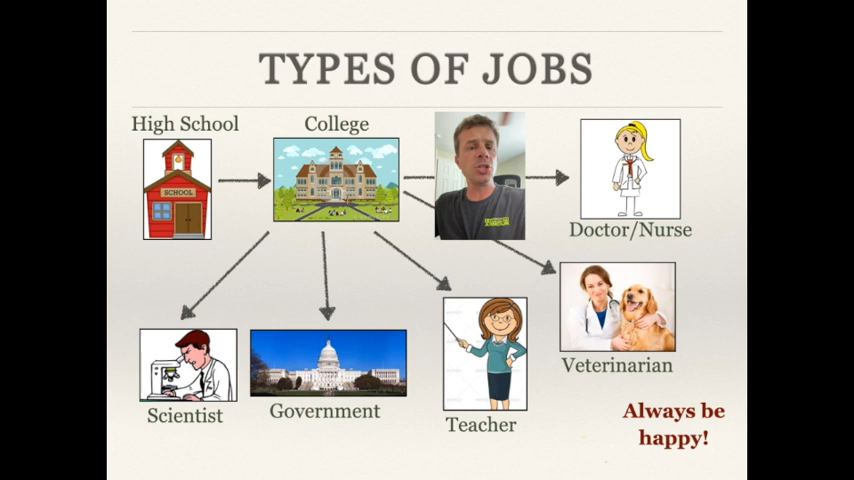 TYPES OF JOBS
High School
College
SCHOOL
Doctor/Nurse
Veterinarian
Scientist
Government
Teacher
Always be
happy!